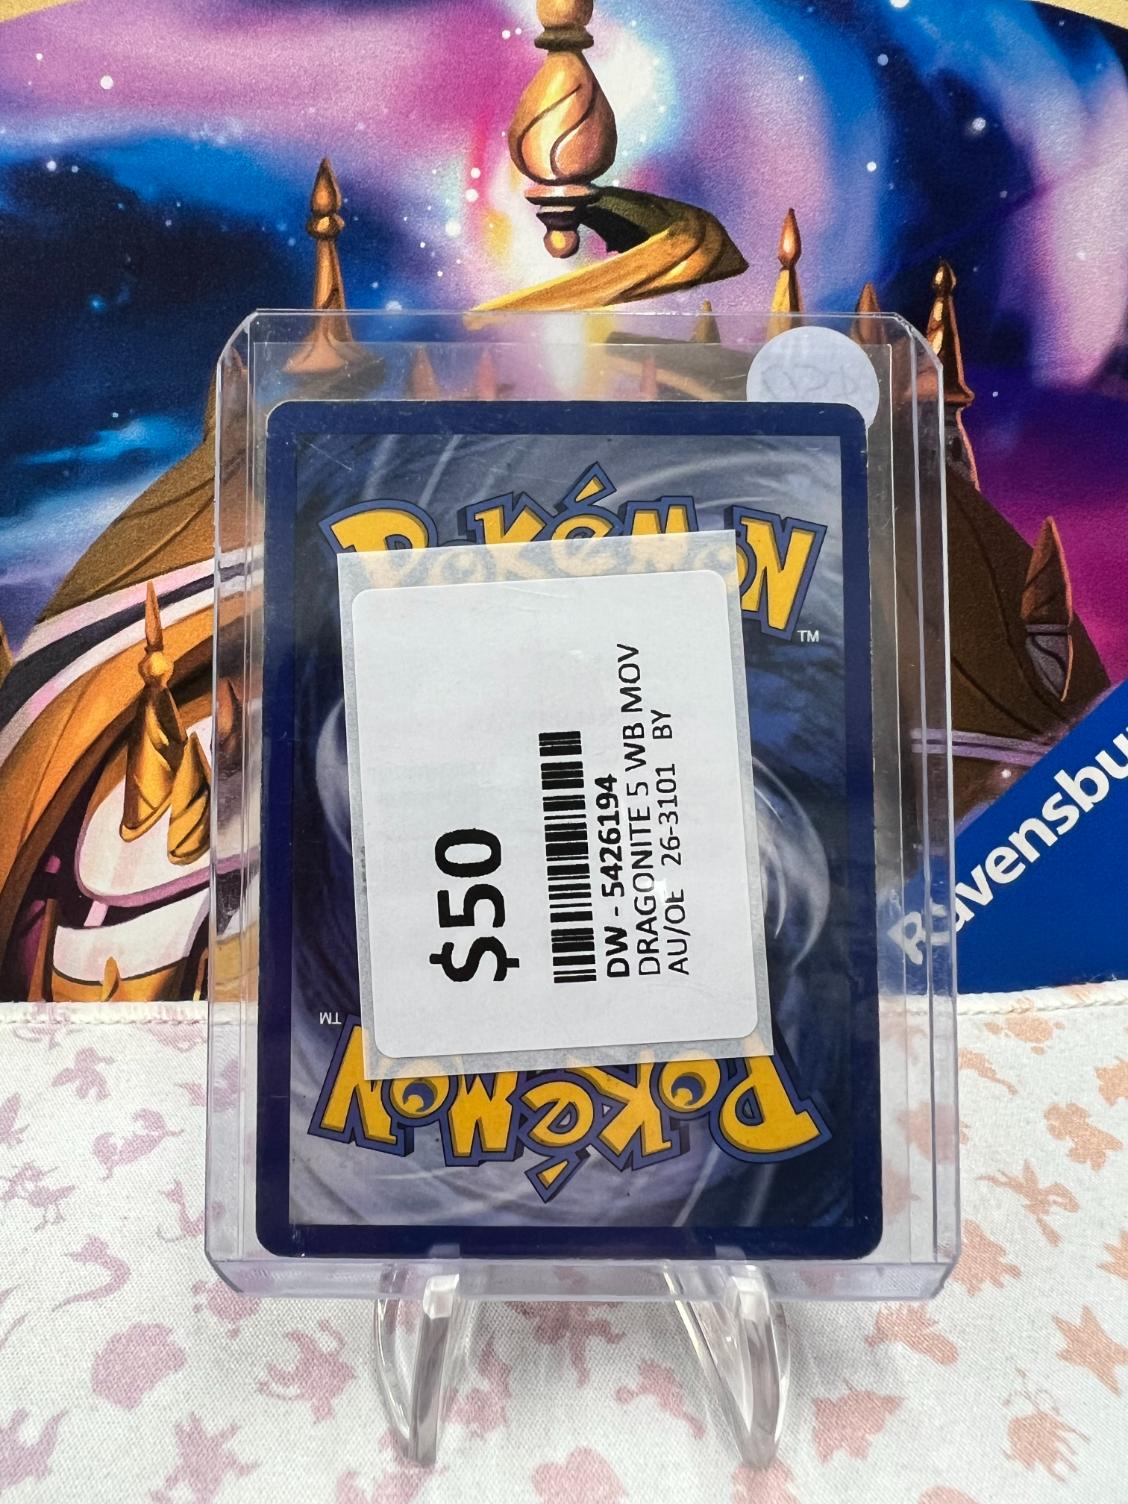 POKéMON
TM
$50
DW - 5426194
DRAGONITE 5 WB MOV
AU/OE 26-3101 BY
TM
POKéMON
Ravensbu